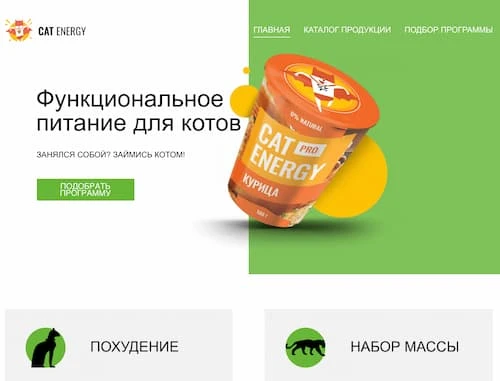 CAT ENERGY
ГЛАВНАЯ КАТАЛОГ ПРОДУКЦИИ ПОДБОР ПРОГРАММЫ
Функциональное
питание для котов
ЗАНЯЛСЯ СОБОЙ? ЗАЙМИСЬ КОТОМ!
ПОДОБРАТЬ
ПРОГРАММУ
0% NATURAL
CAT PRO
ENERGY
КУРИЦА
ПОХУДЕНИЕ
НАБОР МАССЫ